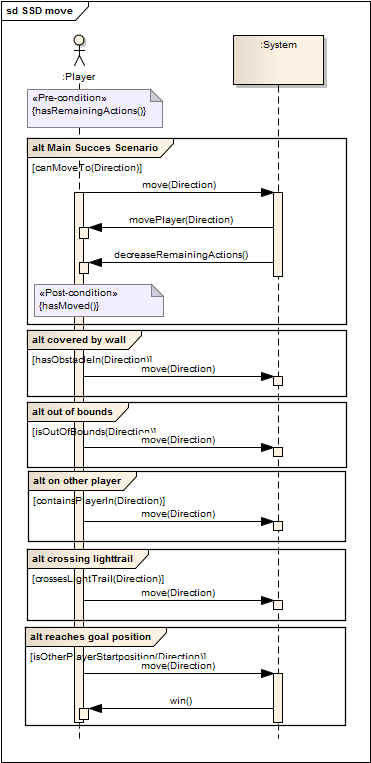 sd SSD move
:Player
:System
«Pre-condition»
{hasRemainingActions()}
alt Main Succes Scenario
[canMoveTo(Direction)]
move(Direction)
movePlayer(Direction)
decreaseRemainingActions()
«Post-condition»
{hasMoved()}
alt covered by wall
[hasObstacleIn(Direction)]
move(Direction)
alt out of bounds
[isOutOfBounds(Direction)]
move(Direction)
alt on other player
[containsPlayerIn(Direction)]
move(Direction)
alt crossing lighttrail
[crossesLightTrail(Direction)]
move(Direction)
alt reaches goal position
[isOtherPlayerStartposition(Direction)]
move(Direction)
win()